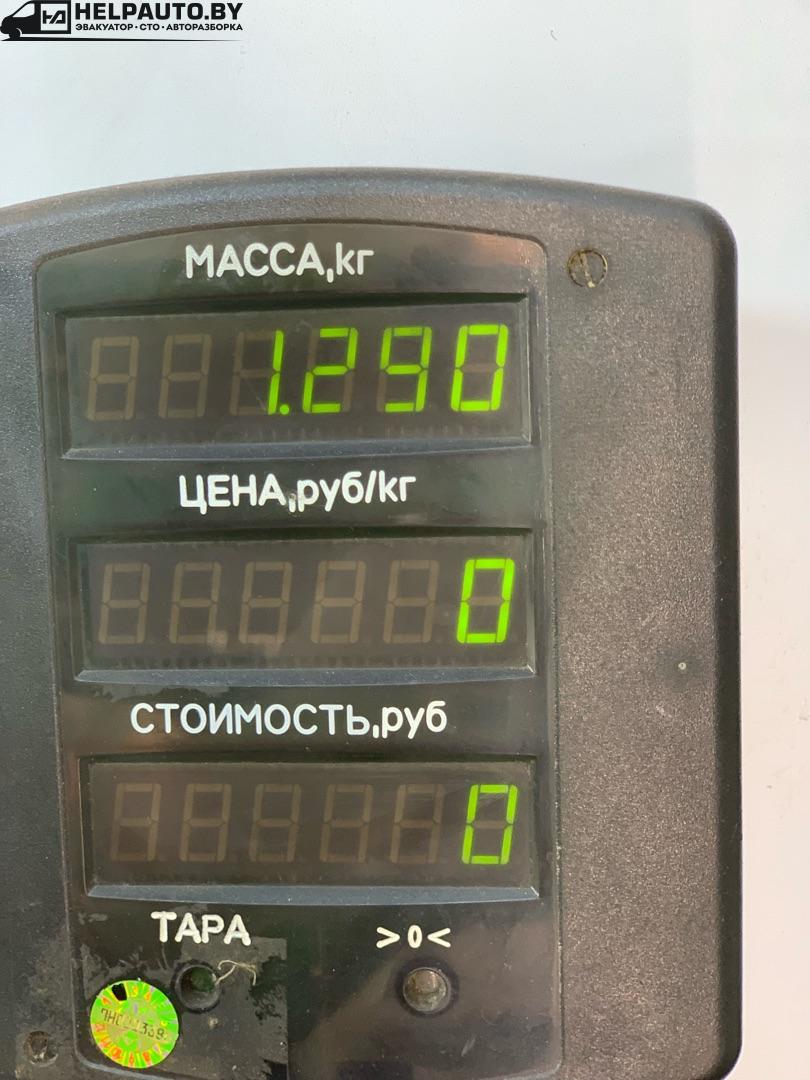 HELPAUTO.BY
ЭВАКУАТОР • СТО • АВТОРАЗБОРКА
МАССА,кг
1.290
ЦЕНА,руб/кг
0
СТОИМОСТЬ,руб
0
ТАРА
>0<